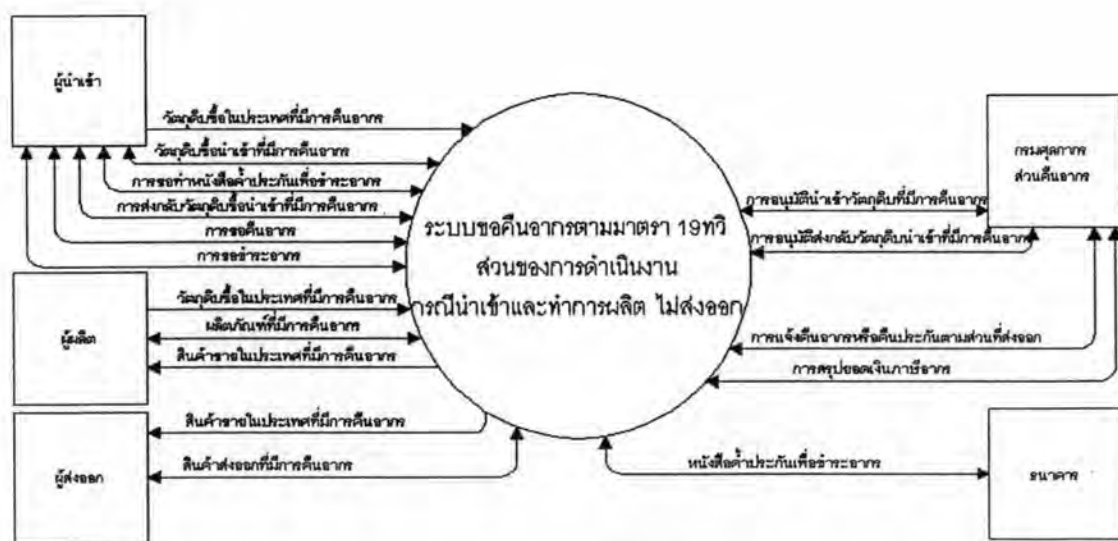 ผู้นำเข้า
วัตถุดิบซื้อในประเทศที่มีการคืนอากร
วัตถุดิบซื้อนำเข้าที่มีการคืนอากร
การขอทำหนังสือค้ำประกันเพื่อชำระอากร
การส่งกลับวัตถุดิบซื้อนำเข้าที่มีการคืนอากร
การขอคืนอากร
การขอชำระอากร
ผู้ผลิต
วัตถุดิบซื้อในประเทศที่มีการคืนอากร
ผลิตภัณฑ์ที่มีการคืนอากร
สินค้าขายในประเทศที่มีการคืนอากร
ผู้ส่งออก
สินค้าขายในประเทศที่มีการคืนอากร
สินค้าส่งออกที่มีการคืนอากร
ระบบขอคืนอากรตามมาตรา 19ทวิ
ส่วนของการดำเนินงาน
กรณีนำเข้าและทำการผลิต ไม่ส่งออก
กรมศุลกากร
ส่วนคืนอากร
การอนุมัตินำเข้าวัตถุดิบที่มีการคืนอากร
การอนุมัติส่งกลับวัตถุดิบนำเข้าที่มีการคืนอากร
การแจ้งคืนอากรหรือคืนประกันตามส่วนที่ส่งออก
การสรุปยอดเงินภาษีอากร
หนังสือค้ำประกันเพื่อชำระอากร
ธนาคาร